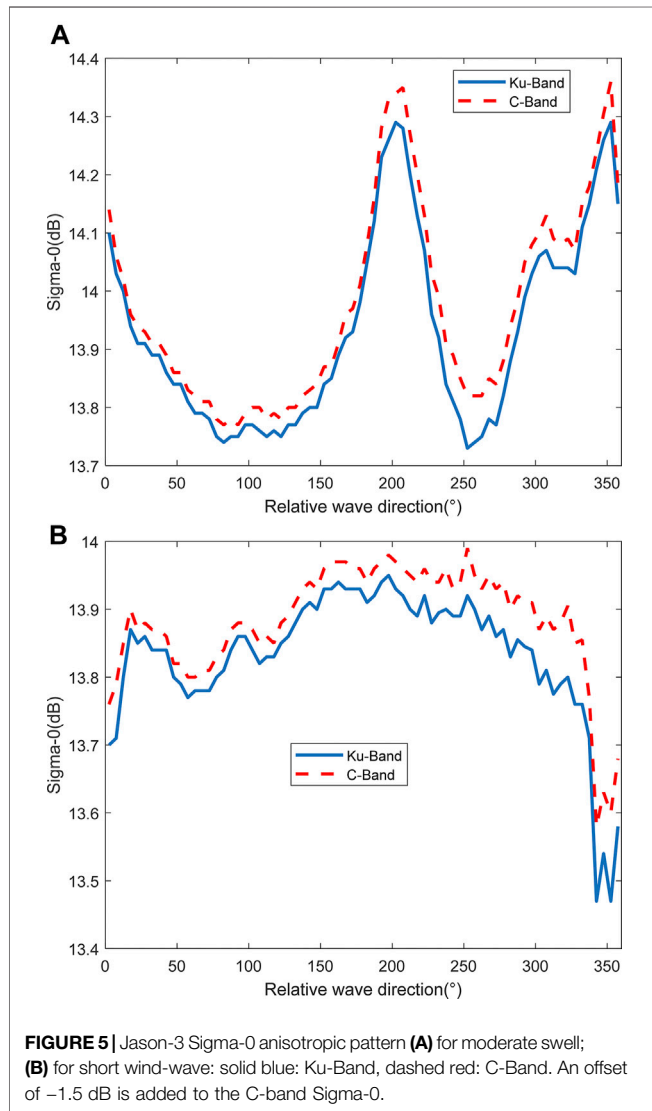 A
14.4
14.3
14.2
14.1
14
13.9
13.8
13.7
Sigma-0(dB)
Ku-Band
C-Band
0
50
100
150
200
250
300
350
Relative wave direction(°)
B
14
13.9
13.8
13.7
13.6
13.5
13.4
Sigma-0(dB)
Ku-Band
C-Band
0
50
100
150
200
250
300
350
Relative wave direction(°)
FIGURE 5 | Jason-3 Sigma-0 anisotropic pattern (A) for moderate swell;
(B) for short wind-wave: solid blue: Ku-Band, dashed red: C-Band. An offset
of −1.5 dB is added to the C-band Sigma-0.